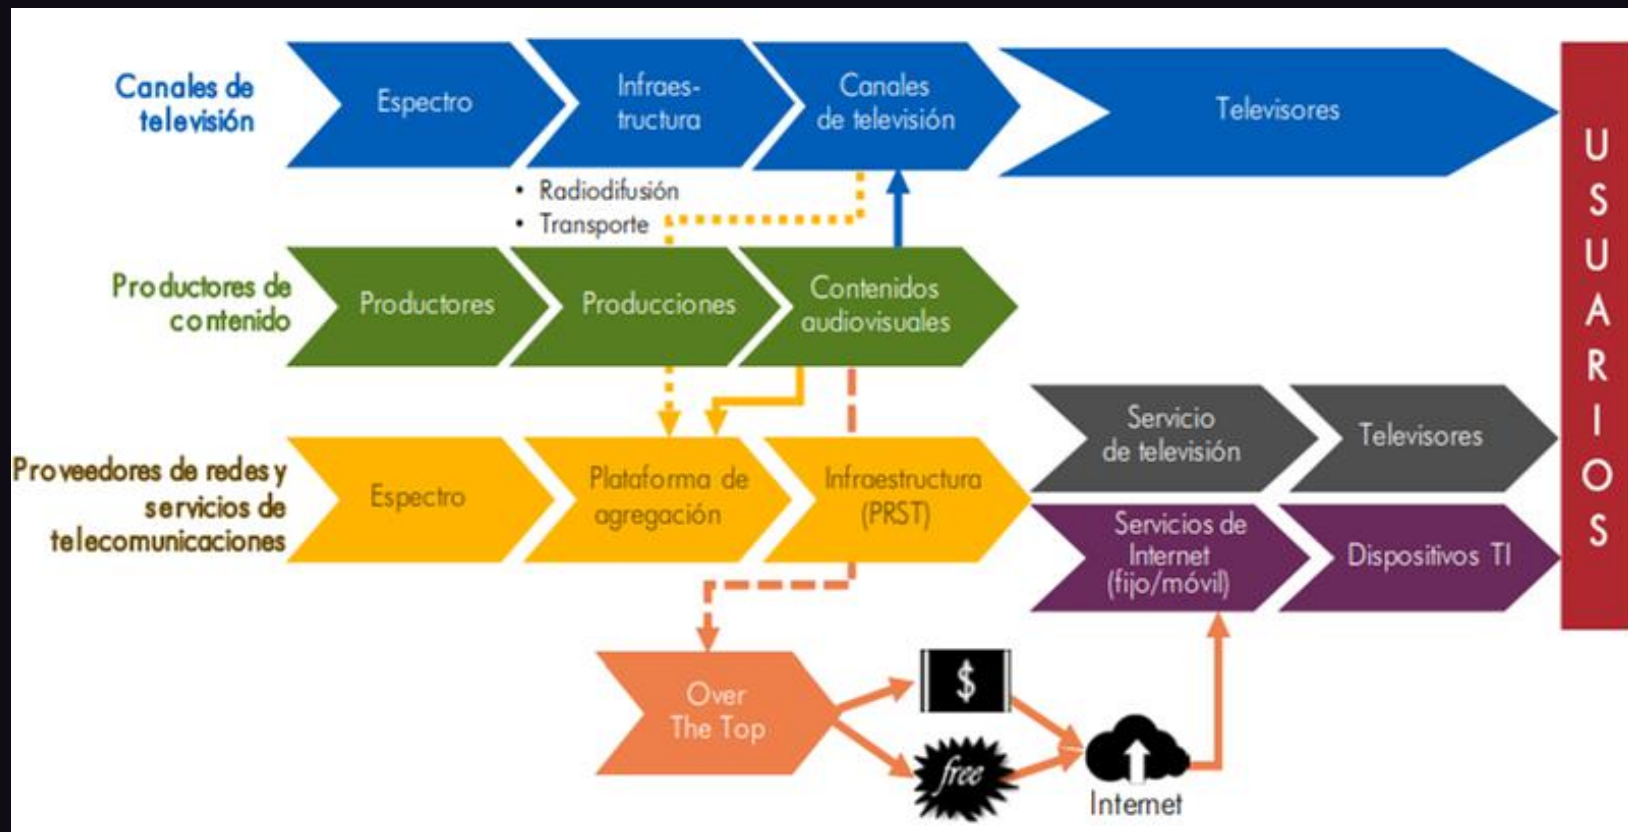 Canales de
televisión
Espectro
Infraes-
tructura
Canales
de televisión
Televisores
• Radiodifusión
• Transporte
Productores de
contenido
Productores
Producciones
Contenidos
audiovisuales
Proveedores de redes y
servicios de
telecomunicaciones
Espectro
Plataforma de
agregación
Infraestructura
(PRST)
Servicio
de televisión
Televisores
Servicios de
Internet
(fijo/móvil)
Dispositivos TI
USUARIOS
Over
The Top
$
free
Internet